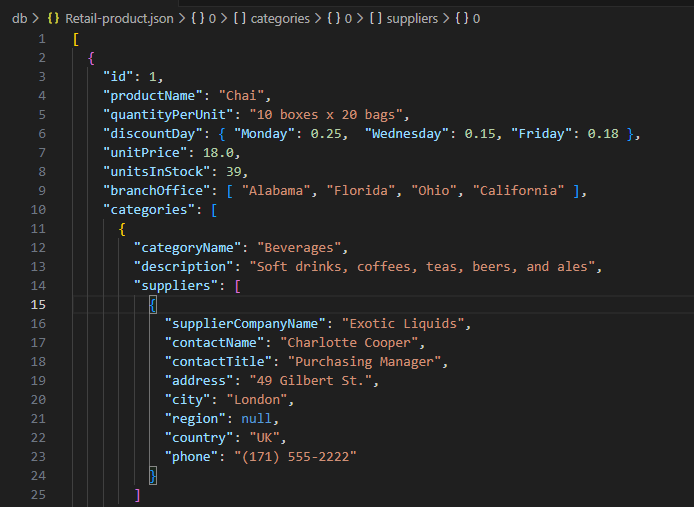 db > {} Retail-product.json > {} 0 > [] categories > {} 0 > [] suppliers > {} 0
1 [
2 {
3 "id": 1,
4 "productName": "Chai",
5 "quantityPerUnit": "10 boxes x 20 bags",
6 "discountDay": { "Monday": 0.25,  "Wednesday": 0.15, "Friday": 0.18 },
7 "unitPrice": 18.0,
8 "unitsInStock": 39,
9 "branchOffice": [ "Alabama", "Florida", "Ohio", "California" ],
10 "categories": [
11 {
12 "categoryName": "Beverages",
13 "description": "Soft drinks, coffees, teas, beers, and ales",
14 "suppliers": [
15 {
16 "supplierCompanyName": "Exotic Liquids",
17 "contactName": "Charlotte Cooper",
18 "contactTitle": "Purchasing Manager",
19 "address": "49 Gilbert St.",
20 "city": "London",
21 "region": null,
22 "country": "UK",
23 "phone": "(171) 555-2222"
24 }
25 ]